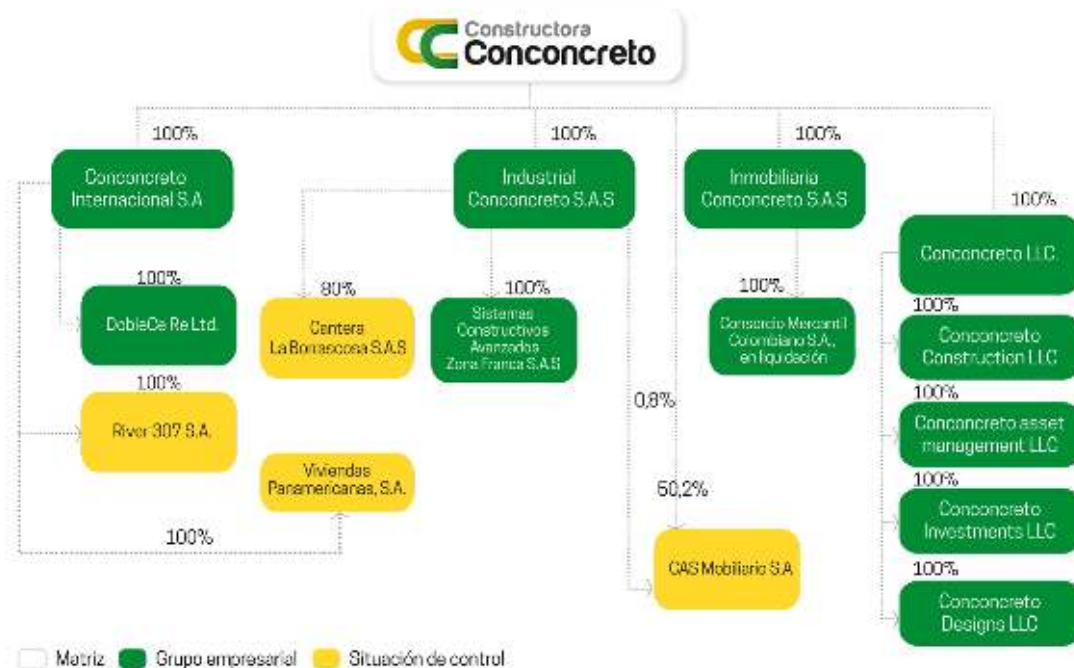 Constructora
Conconcreto
100%
100%
100%
Conconcreto
Internacional S.A
Industrial
Conconcreto S.A.S
Inmobiliaria
Conconcreto S.A.S
100%
Conconcreto LLC.
100%
DobleCe Re Ltd.
80%
Cantera
La Borrascosa S.A.S
100%
Sistemas
Constructivos
Avanzados
Zona Franca S.A.S
100%
Consorcio Mercantil
Colombiano S.A.,
en liquidación
100%
Conconcreto
Construction LLC
100%
River 307 S.A.
0,8%
100%
Conconcreto asset
management LLC
Viviendas
Panamericanas, S.A.
100%
50,2%
100%
Conconcreto
Investments LLC
CAS Mobiliario S.A
100%
Conconcreto
Designs LLC
Matriz
Grupo empresarial
Situación de control